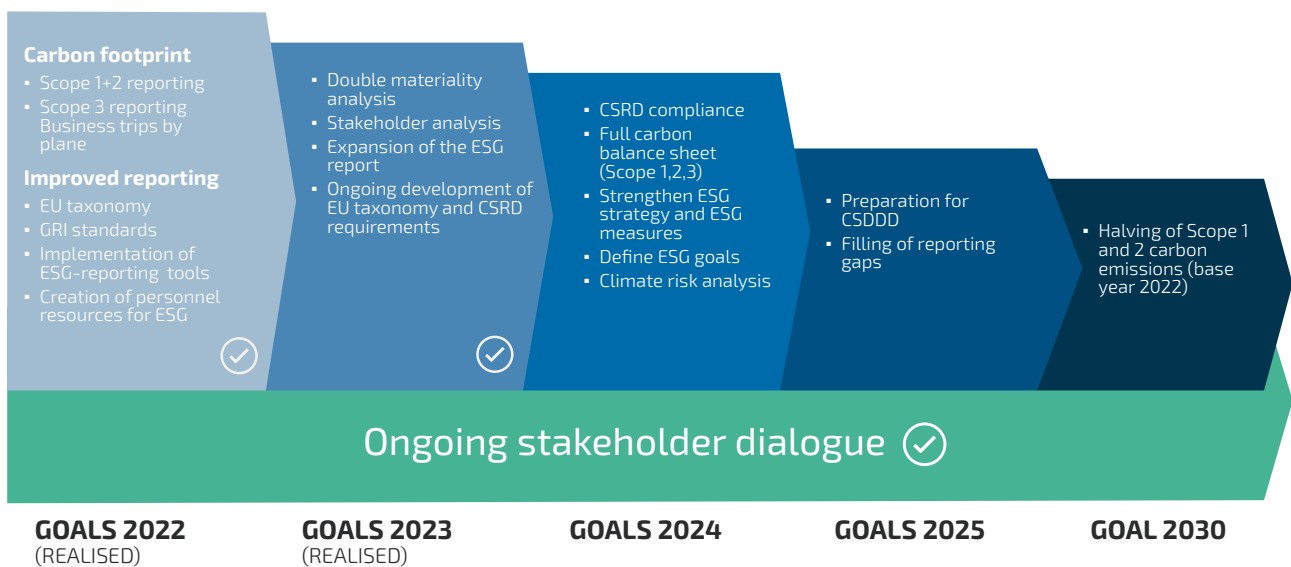 Carbon footprint
▪ Scope 1+2 reporting
▪ Scope 3 reporting
Business trips by
plane
Improved reporting
▪ EU taxonomy
▪ GRI standards
▪ Implementation of
ESG-reporting tools
▪ Creation of personnel
resources for ESG
▪ Double materiality
analysis
▪ Stakeholder analysis
▪ Expansion of the ESG
report
▪ Ongoing development of
EU taxonomy and CSRD
requirements
▪ CSRD compliance
▪ Full carbon
balance sheet
(Scope 1,2,3)
▪ Strengthen ESG
strategy and ESG
measures
▪ Define ESG goals
▪ Climate risk analysis
▪ Preparation for
CSDDD
▪ Filling of reporting
gaps
▪ Halving of Scope 1
and 2 carbon
emissions (base
year 2022)
Ongoing stakeholder dialogue
GOALS 2022
(REALISED)
GOALS 2023
(REALISED)
GOALS 2024
GOALS 2025
GOAL 2030